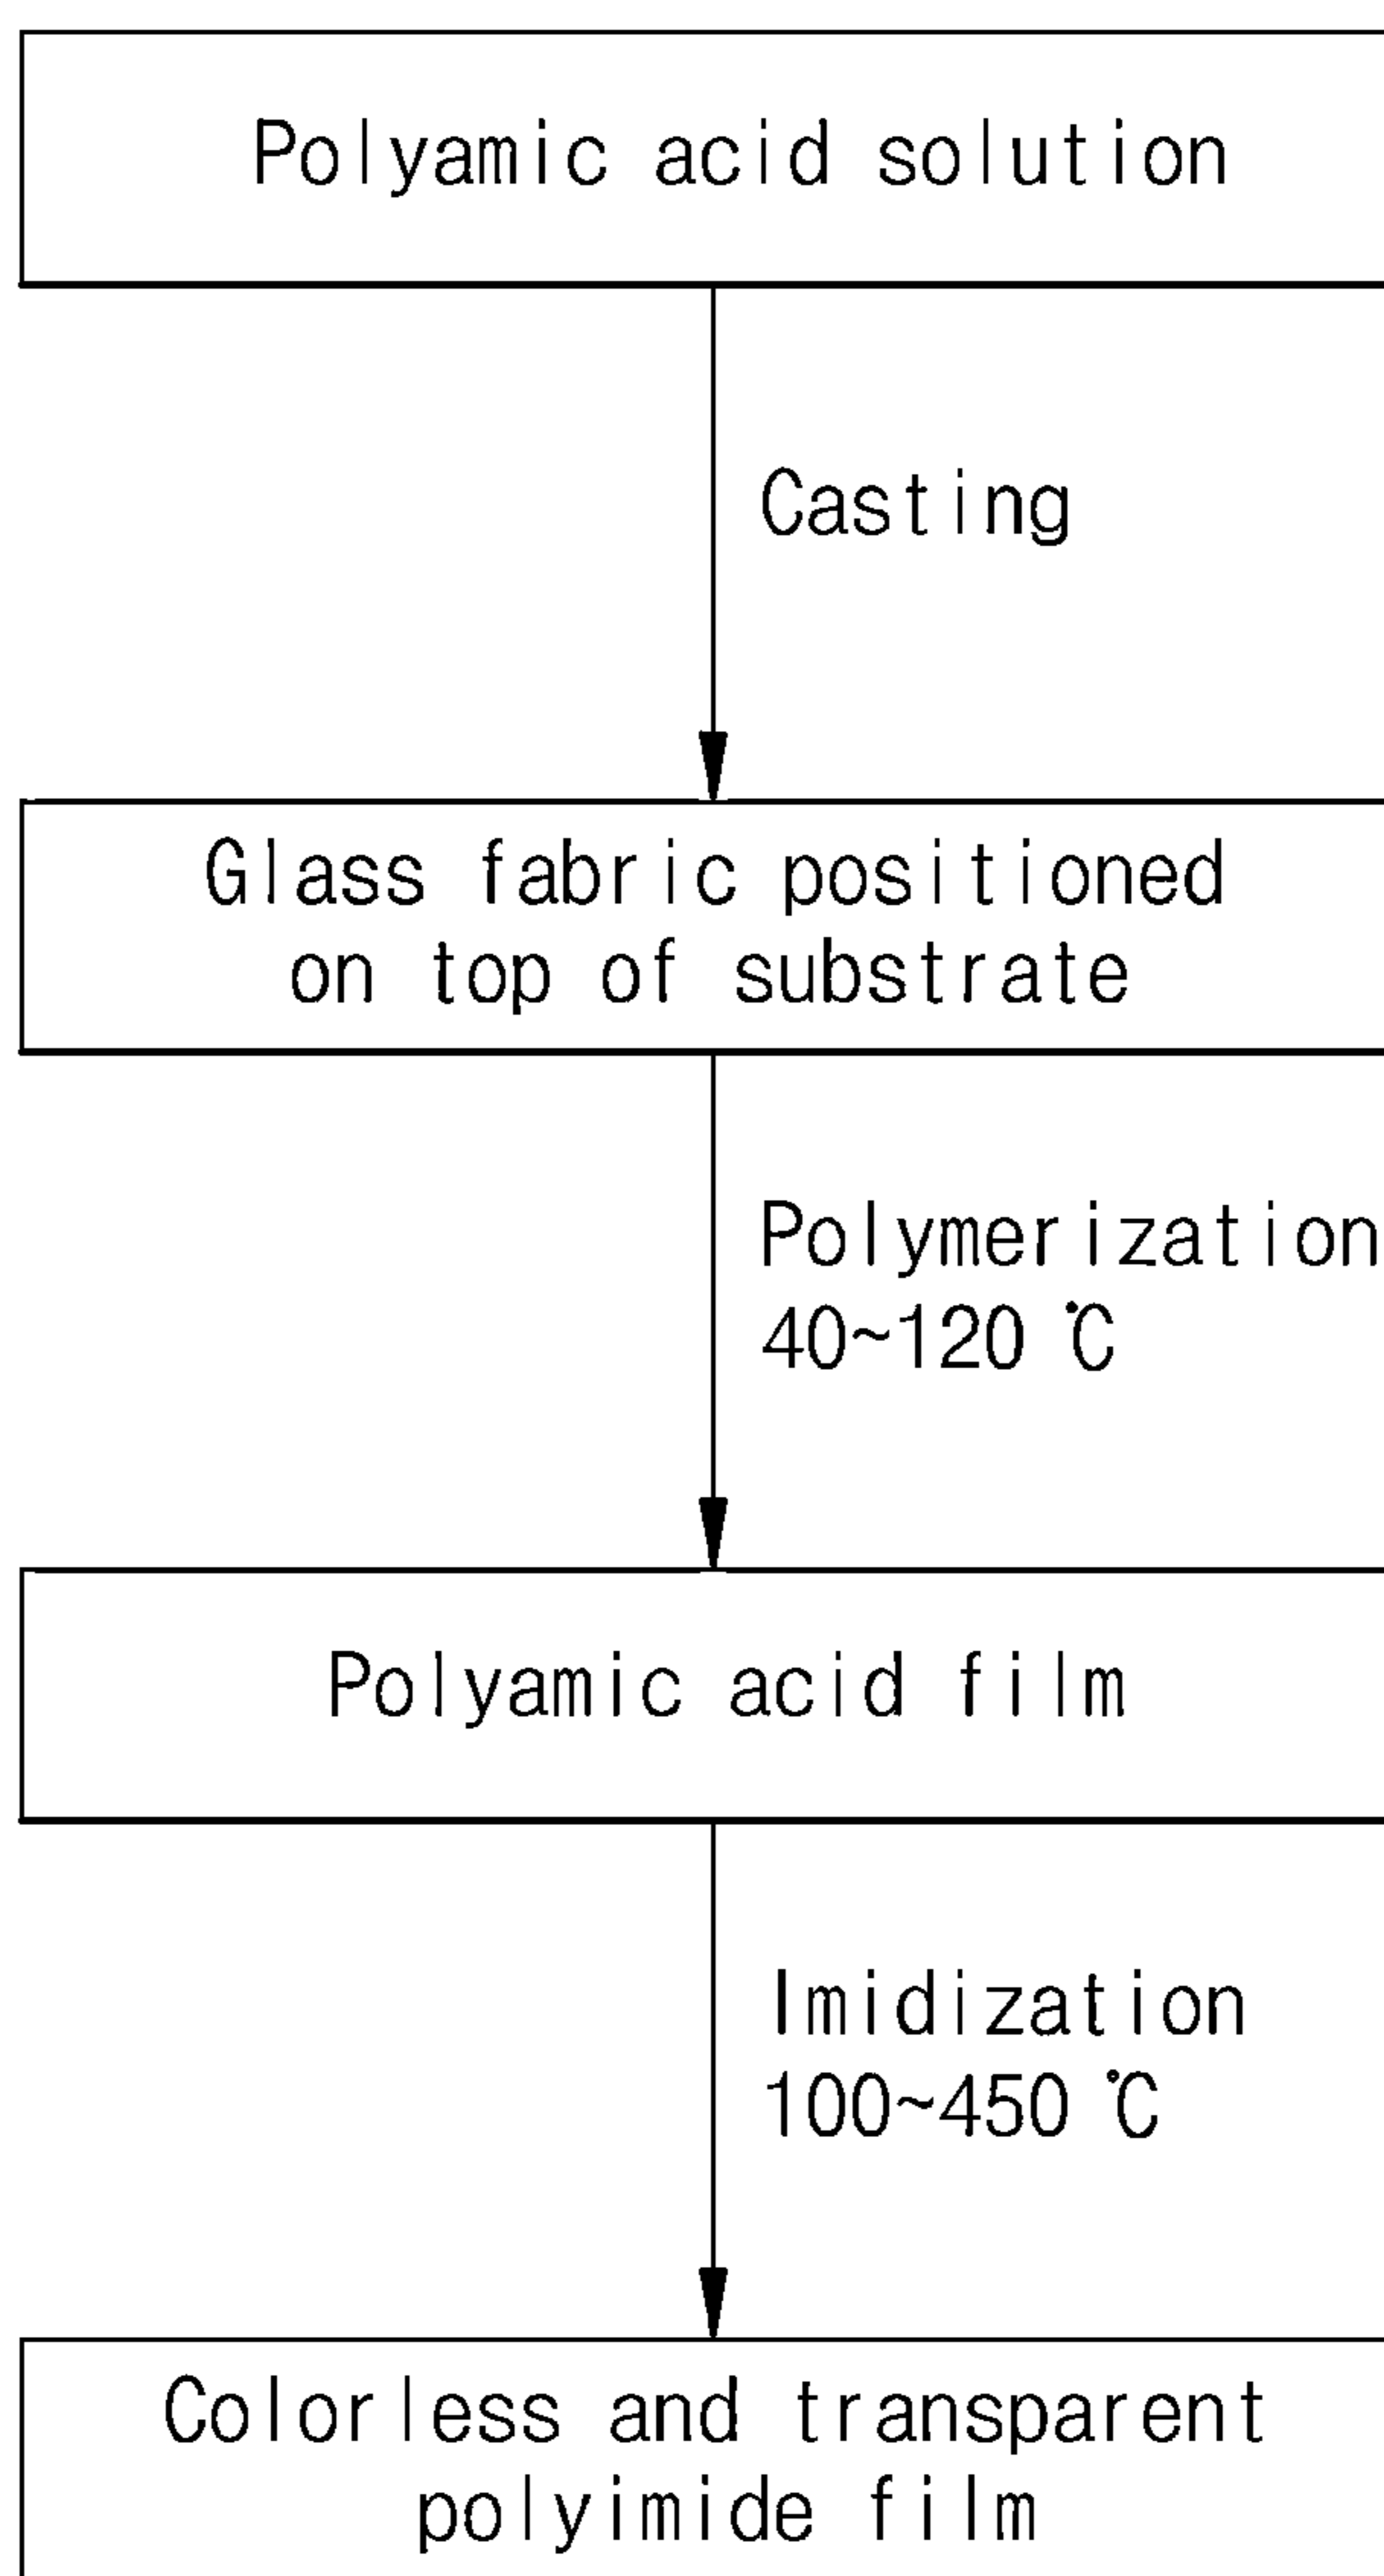 Polyamic acid solution
Casting
Glass fabric positioned
on top of substrate
Polymerization
40~120 ℃
Polyamic acid film
Imidization
100~450 ℃
Colorless and transparent
polyimide film